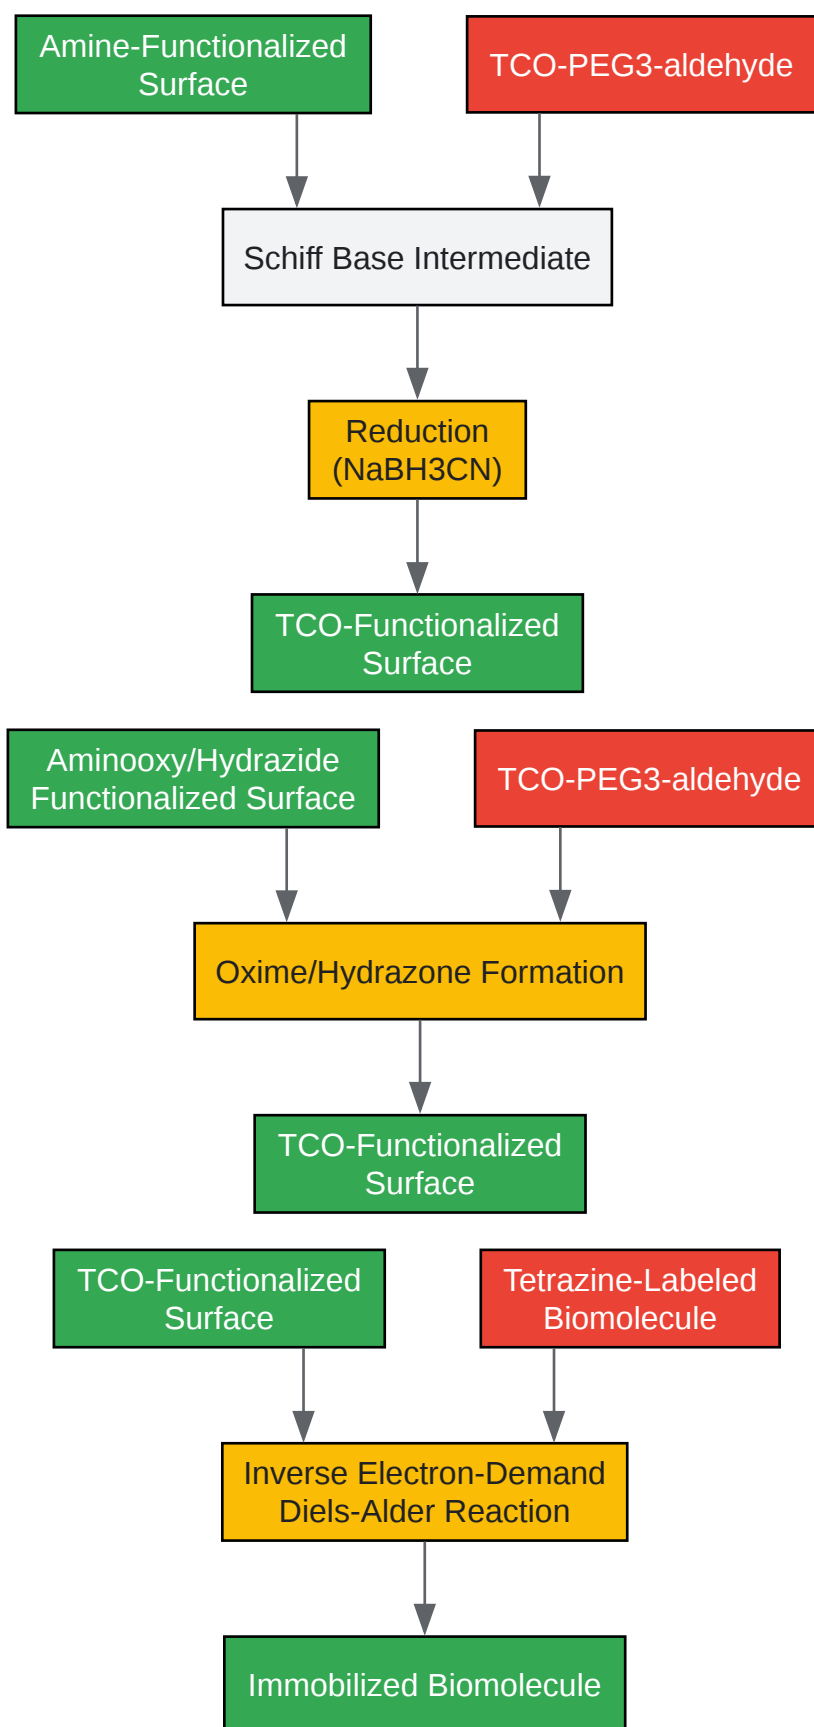 Amine-Functionalized
Surface
TCO-PEG3-aldehyde
Schiff Base Intermediate
Reduction
(NaBH3CN)
TCO-Functionalized
Surface
Aminooxy/Hydrazide
Functionalized Surface
TCO-PEG3-aldehyde
Oxime/Hydrazone Formation
TCO-Functionalized
Surface
TCO-Functionalized
Surface
Tetrazine-Labeled
Biomolecule
Inverse Electron-Demand
Diels-Alder Reaction
Immobilized Biomolecule